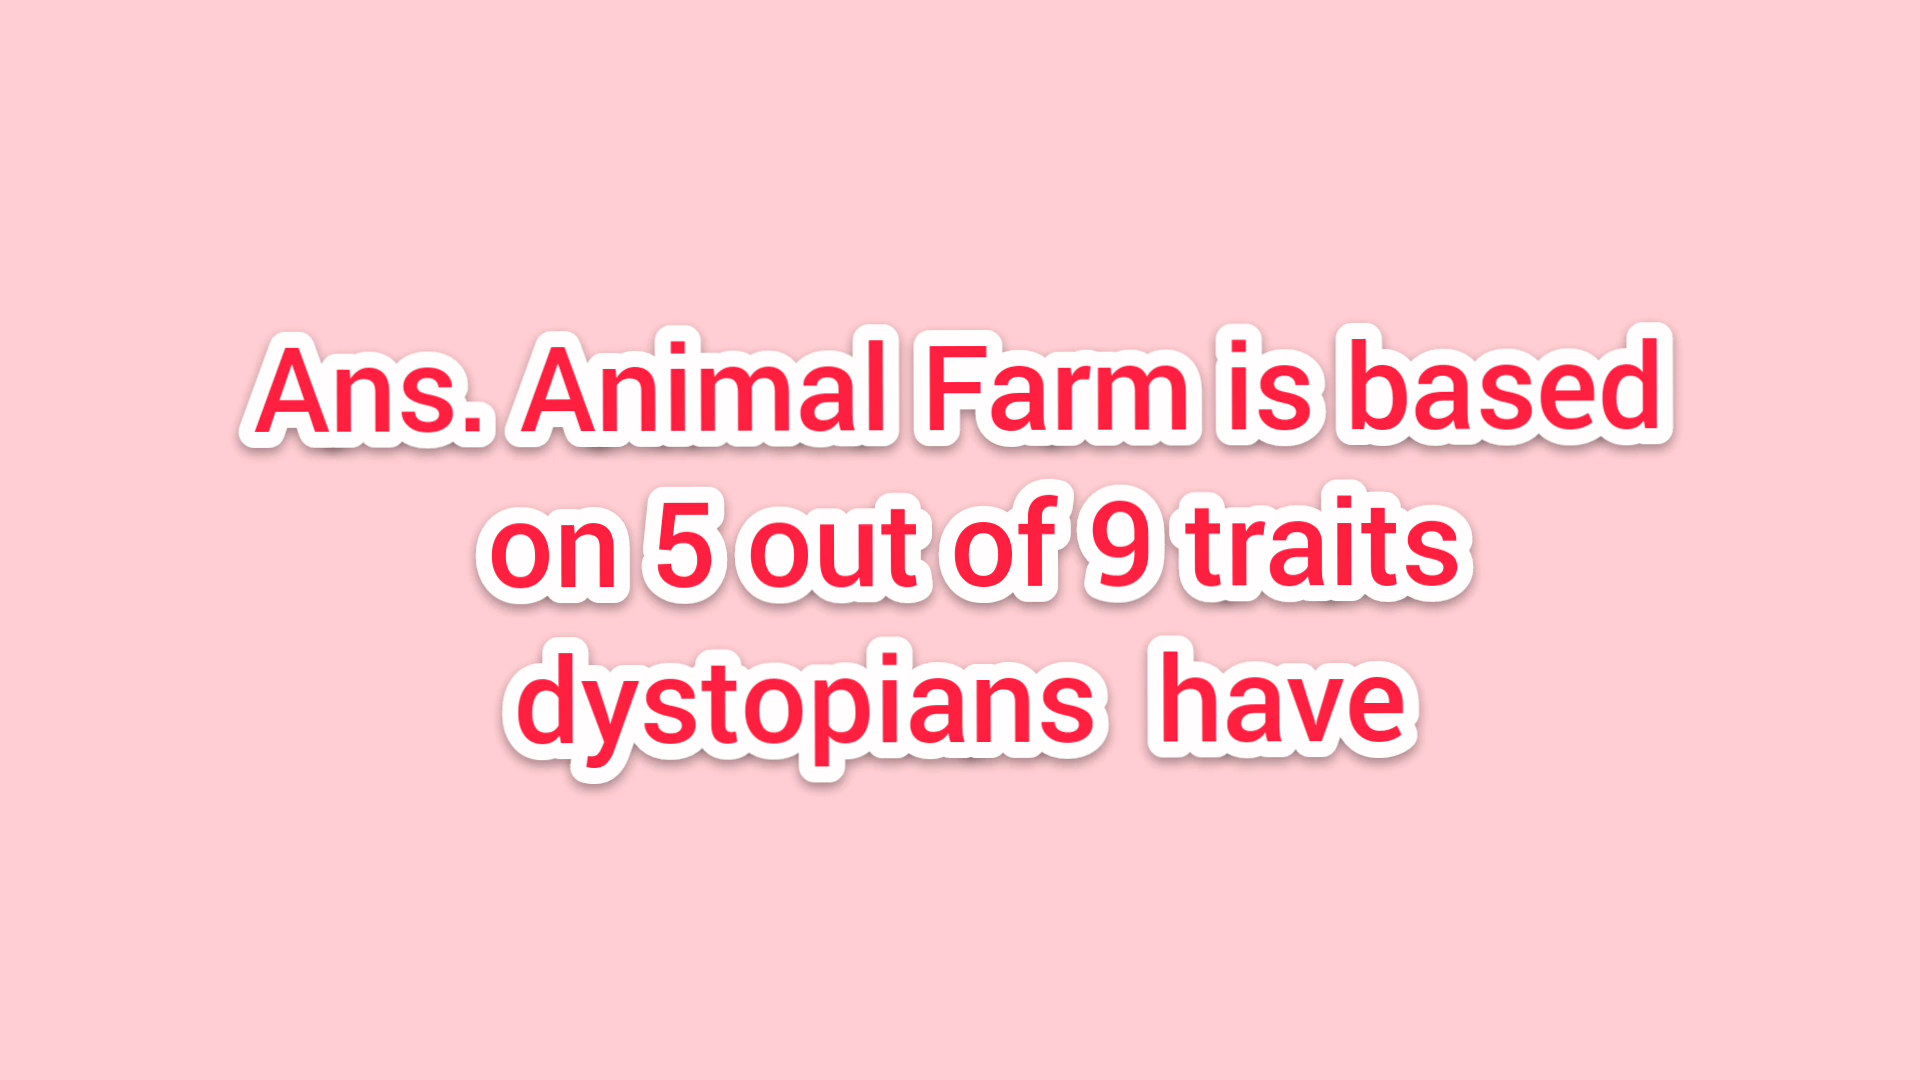 Ans. Animal Farm is based
on 5 out of 9 traits
dystopians  have